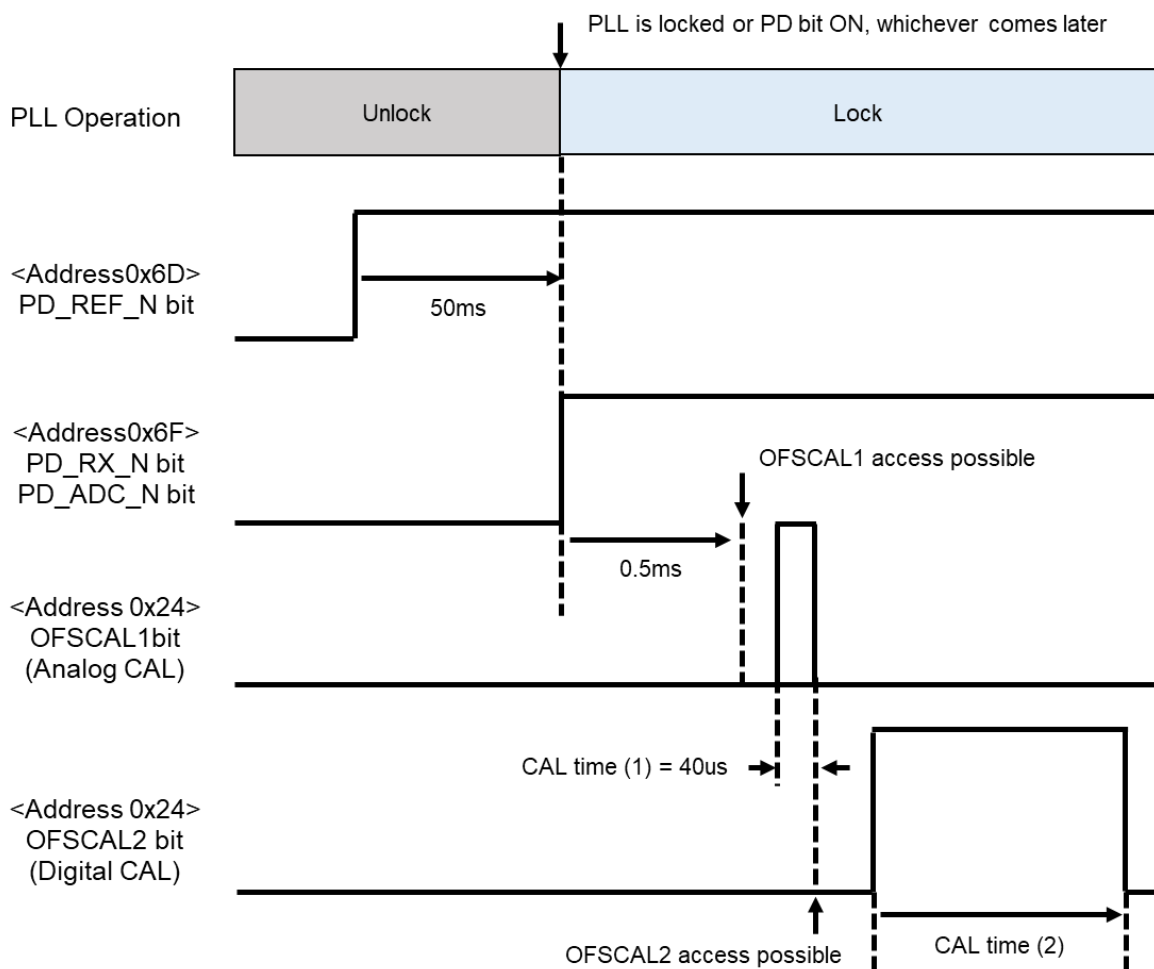 PLL is locked or PD bit ON, whichever comes later
PLL Operation
Unlock
Lock
<Address0x6D>
PD_REF_N bit
50ms
<Address0x6F>
PD_RX_N bit
PD_ADC_N bit
OFSCAL1 access possible
0.5ms
<Address 0x24>
OFSCAL1bit
(Analog CAL)
CAL time (1) = 40us
<Address 0x24>
OFSCAL2 bit
(Digital CAL)
OFSCAL2 access possible
CAL time (2)